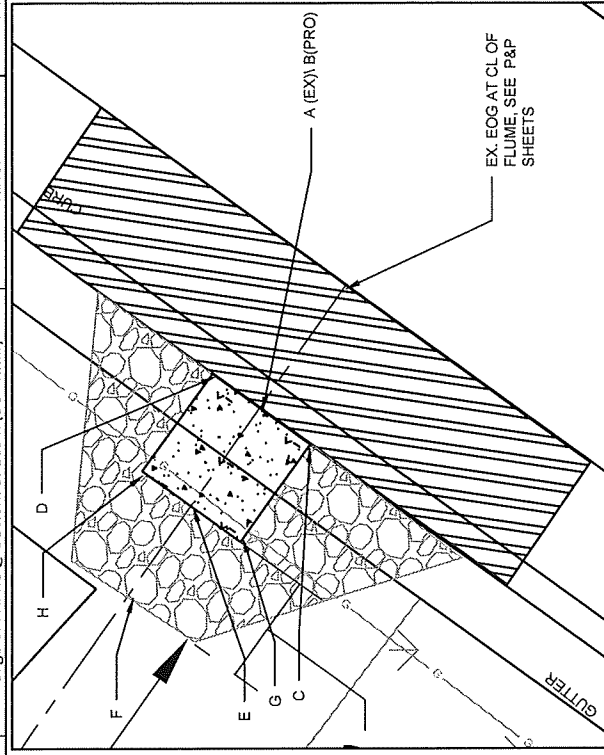 A (EX)\ B(PRO)
EX. EOG AT CL OF
FLUME, SEE P&P
SHEETS
CURB
D
H
F
E
G
C
G
G
G
G
G
GUTTER